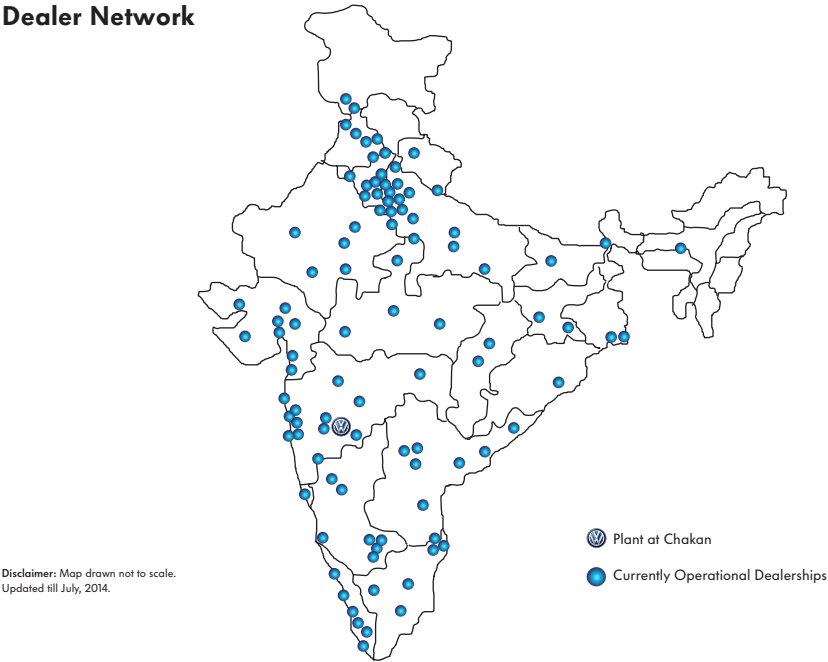 Dealer Network
Plant at Chakan
Currently Operational Dealerships
Disclaimer: Map drawn not to scale.
Updated till July, 2014.